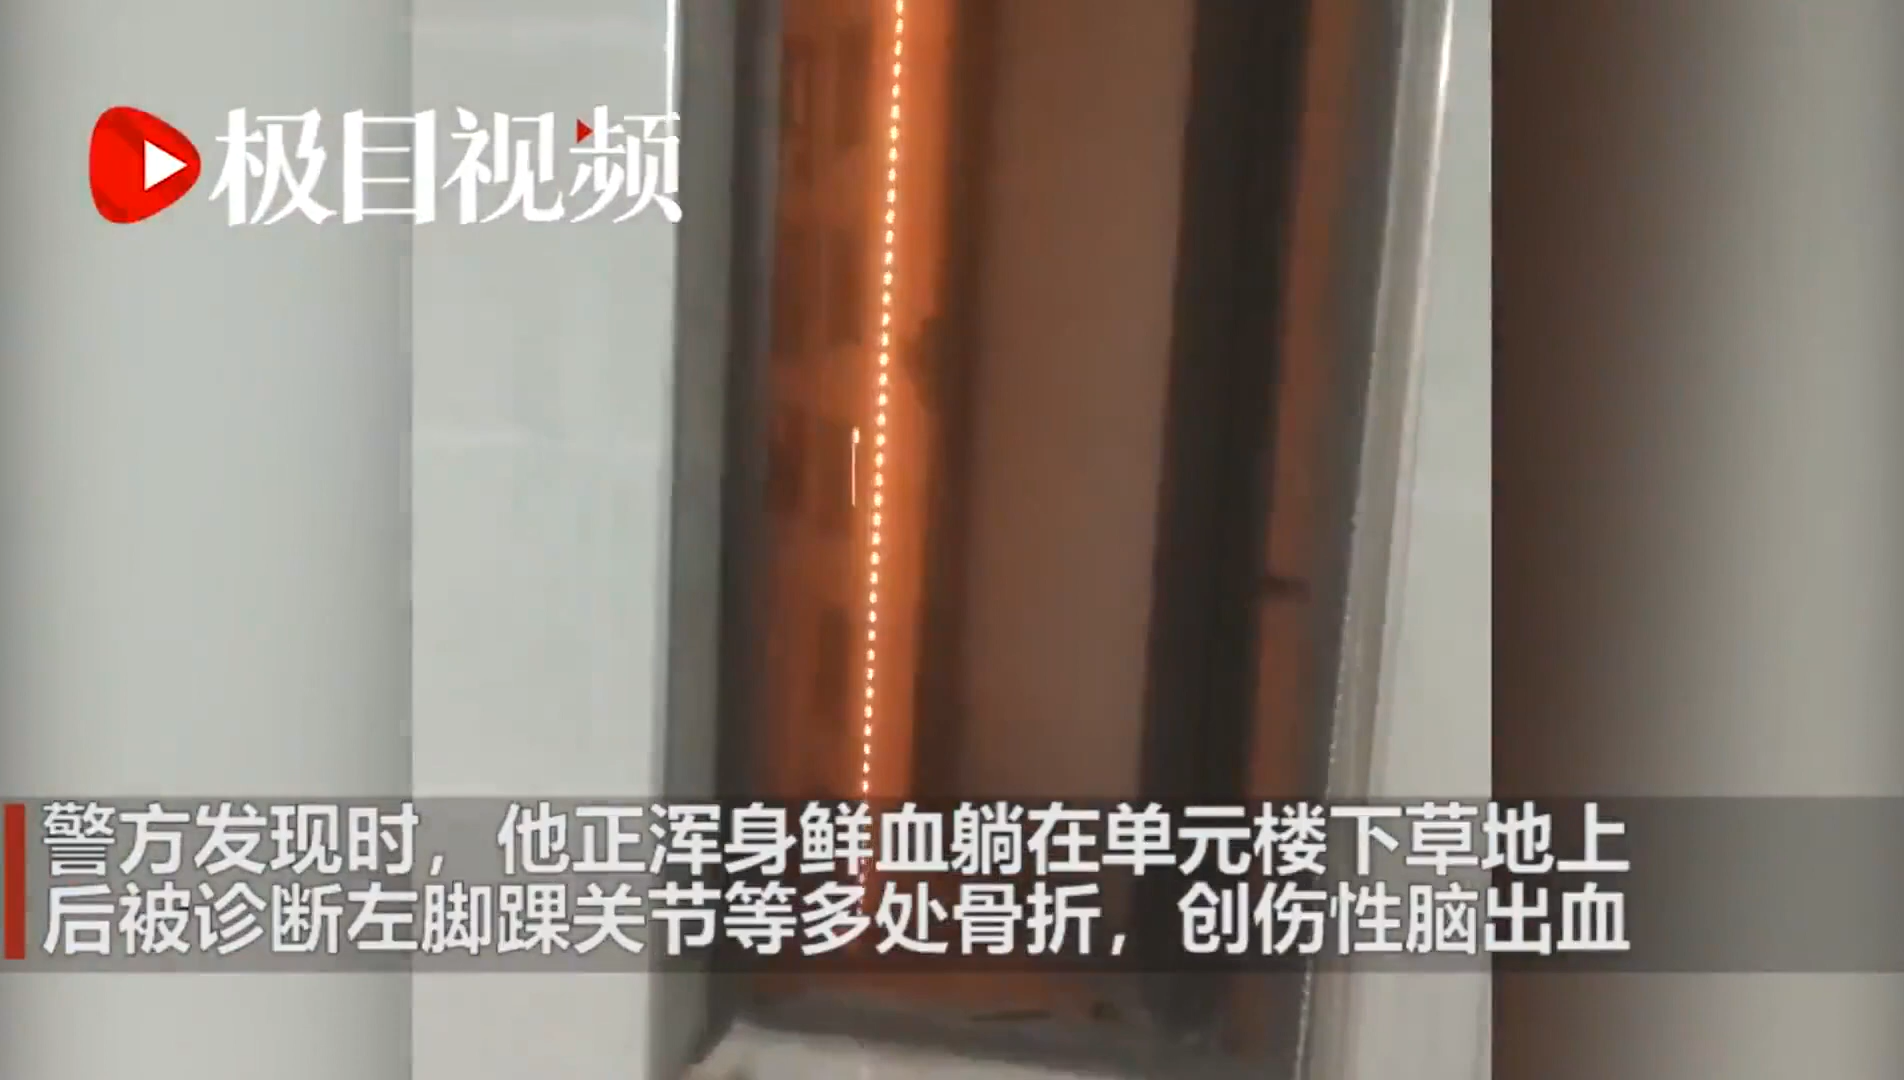 极目视频
警方发现时，他正浑身鲜血躺在单元楼下草地上
后被诊断左脚踝关节等多处骨折，创伤性脑出血